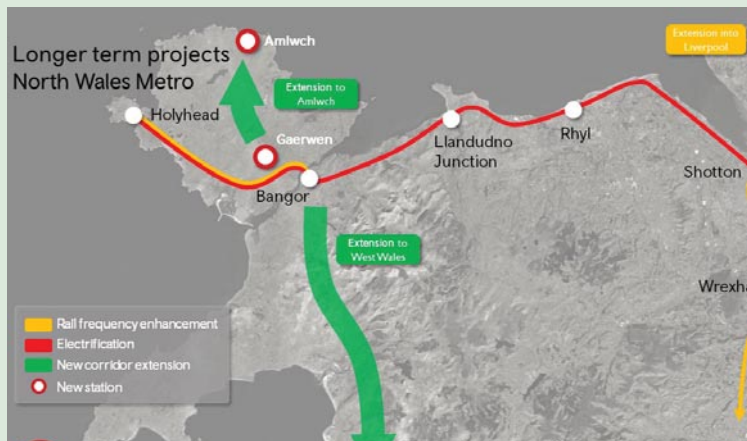 Longer term projects
North Wales Metro
Amlwch
Extension into
Liverpool
Extension to
Amlwch
Holyhead
Gaerwen
Bangor
Llandudno
Junction
Rhyl
Shotton
Extension to
West Wales
Wrexha
Rail frequency enhancement
Electrification
New corridor extension
New station